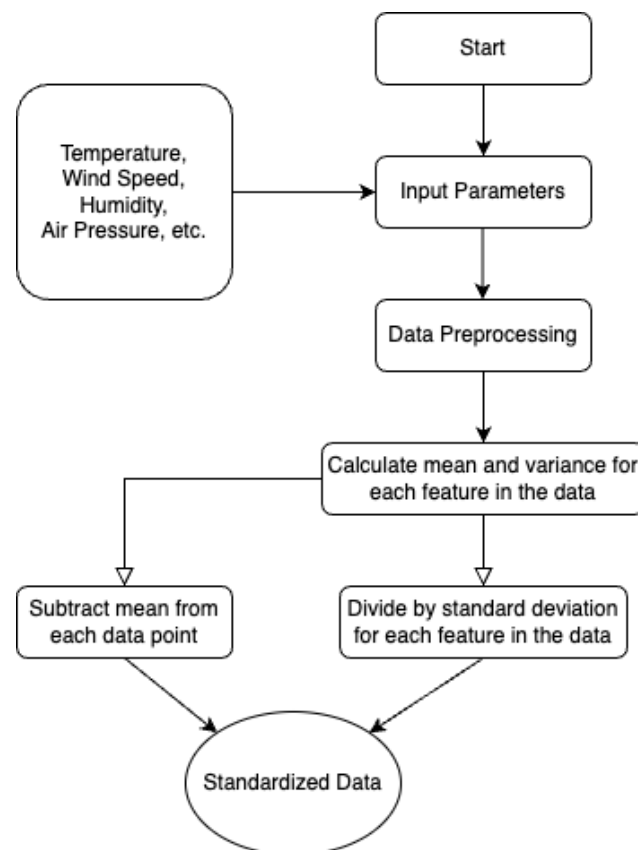 Start
Temperature,
Wind Speed,
Humidity,
Air Pressure, etc.
Input Parameters
Data Preprocessing
Calculate mean and variance for
each feature in the data
Subtract mean from
each data point
Divide by standard deviation
for each feature in the data
Standardized Data